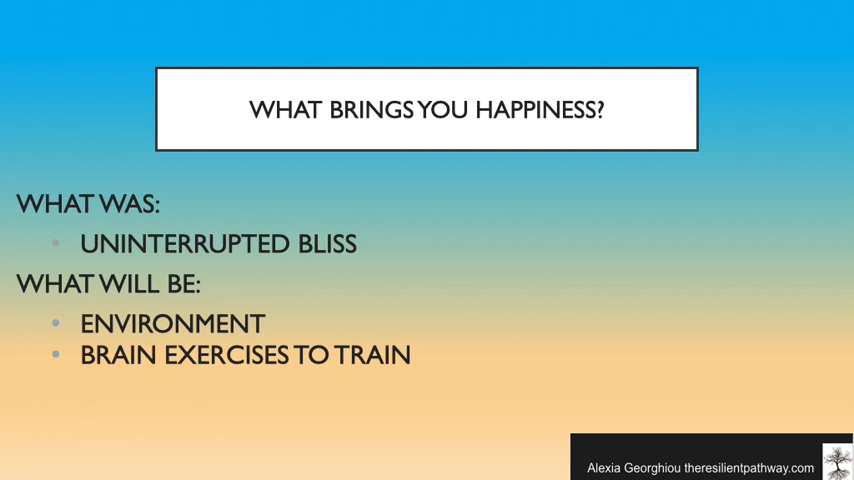 WHAT BRINGS YOU HAPPINESS?
WHAT WAS:
• UNINTERRUPTED BLISS
WHAT WILL BE:
• ENVIRONMENT
• BRAIN EXERCISES TO TRAIN
Alexia Georghiou theresilientpathway.com